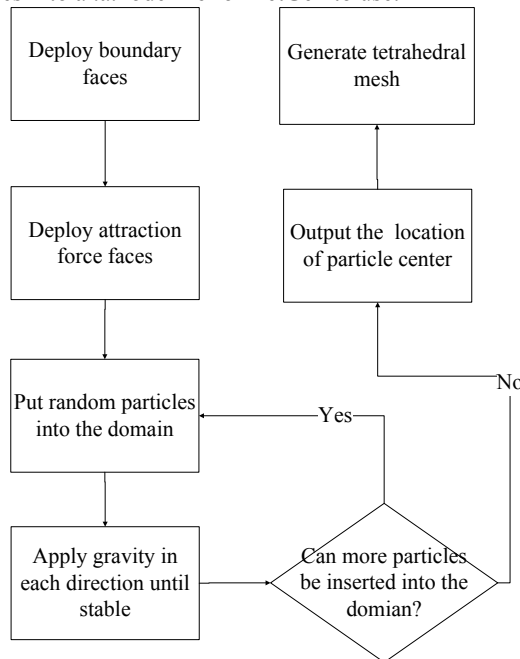 Deploy boundary
faces
Generate tetrahedral
mesh
Deploy attraction
force faces
Output the location
of particle center
Put random particles
into the domain
Yes
No
Apply gravity in
each direction until
stable
Can more particles
be inserted into the
domian?